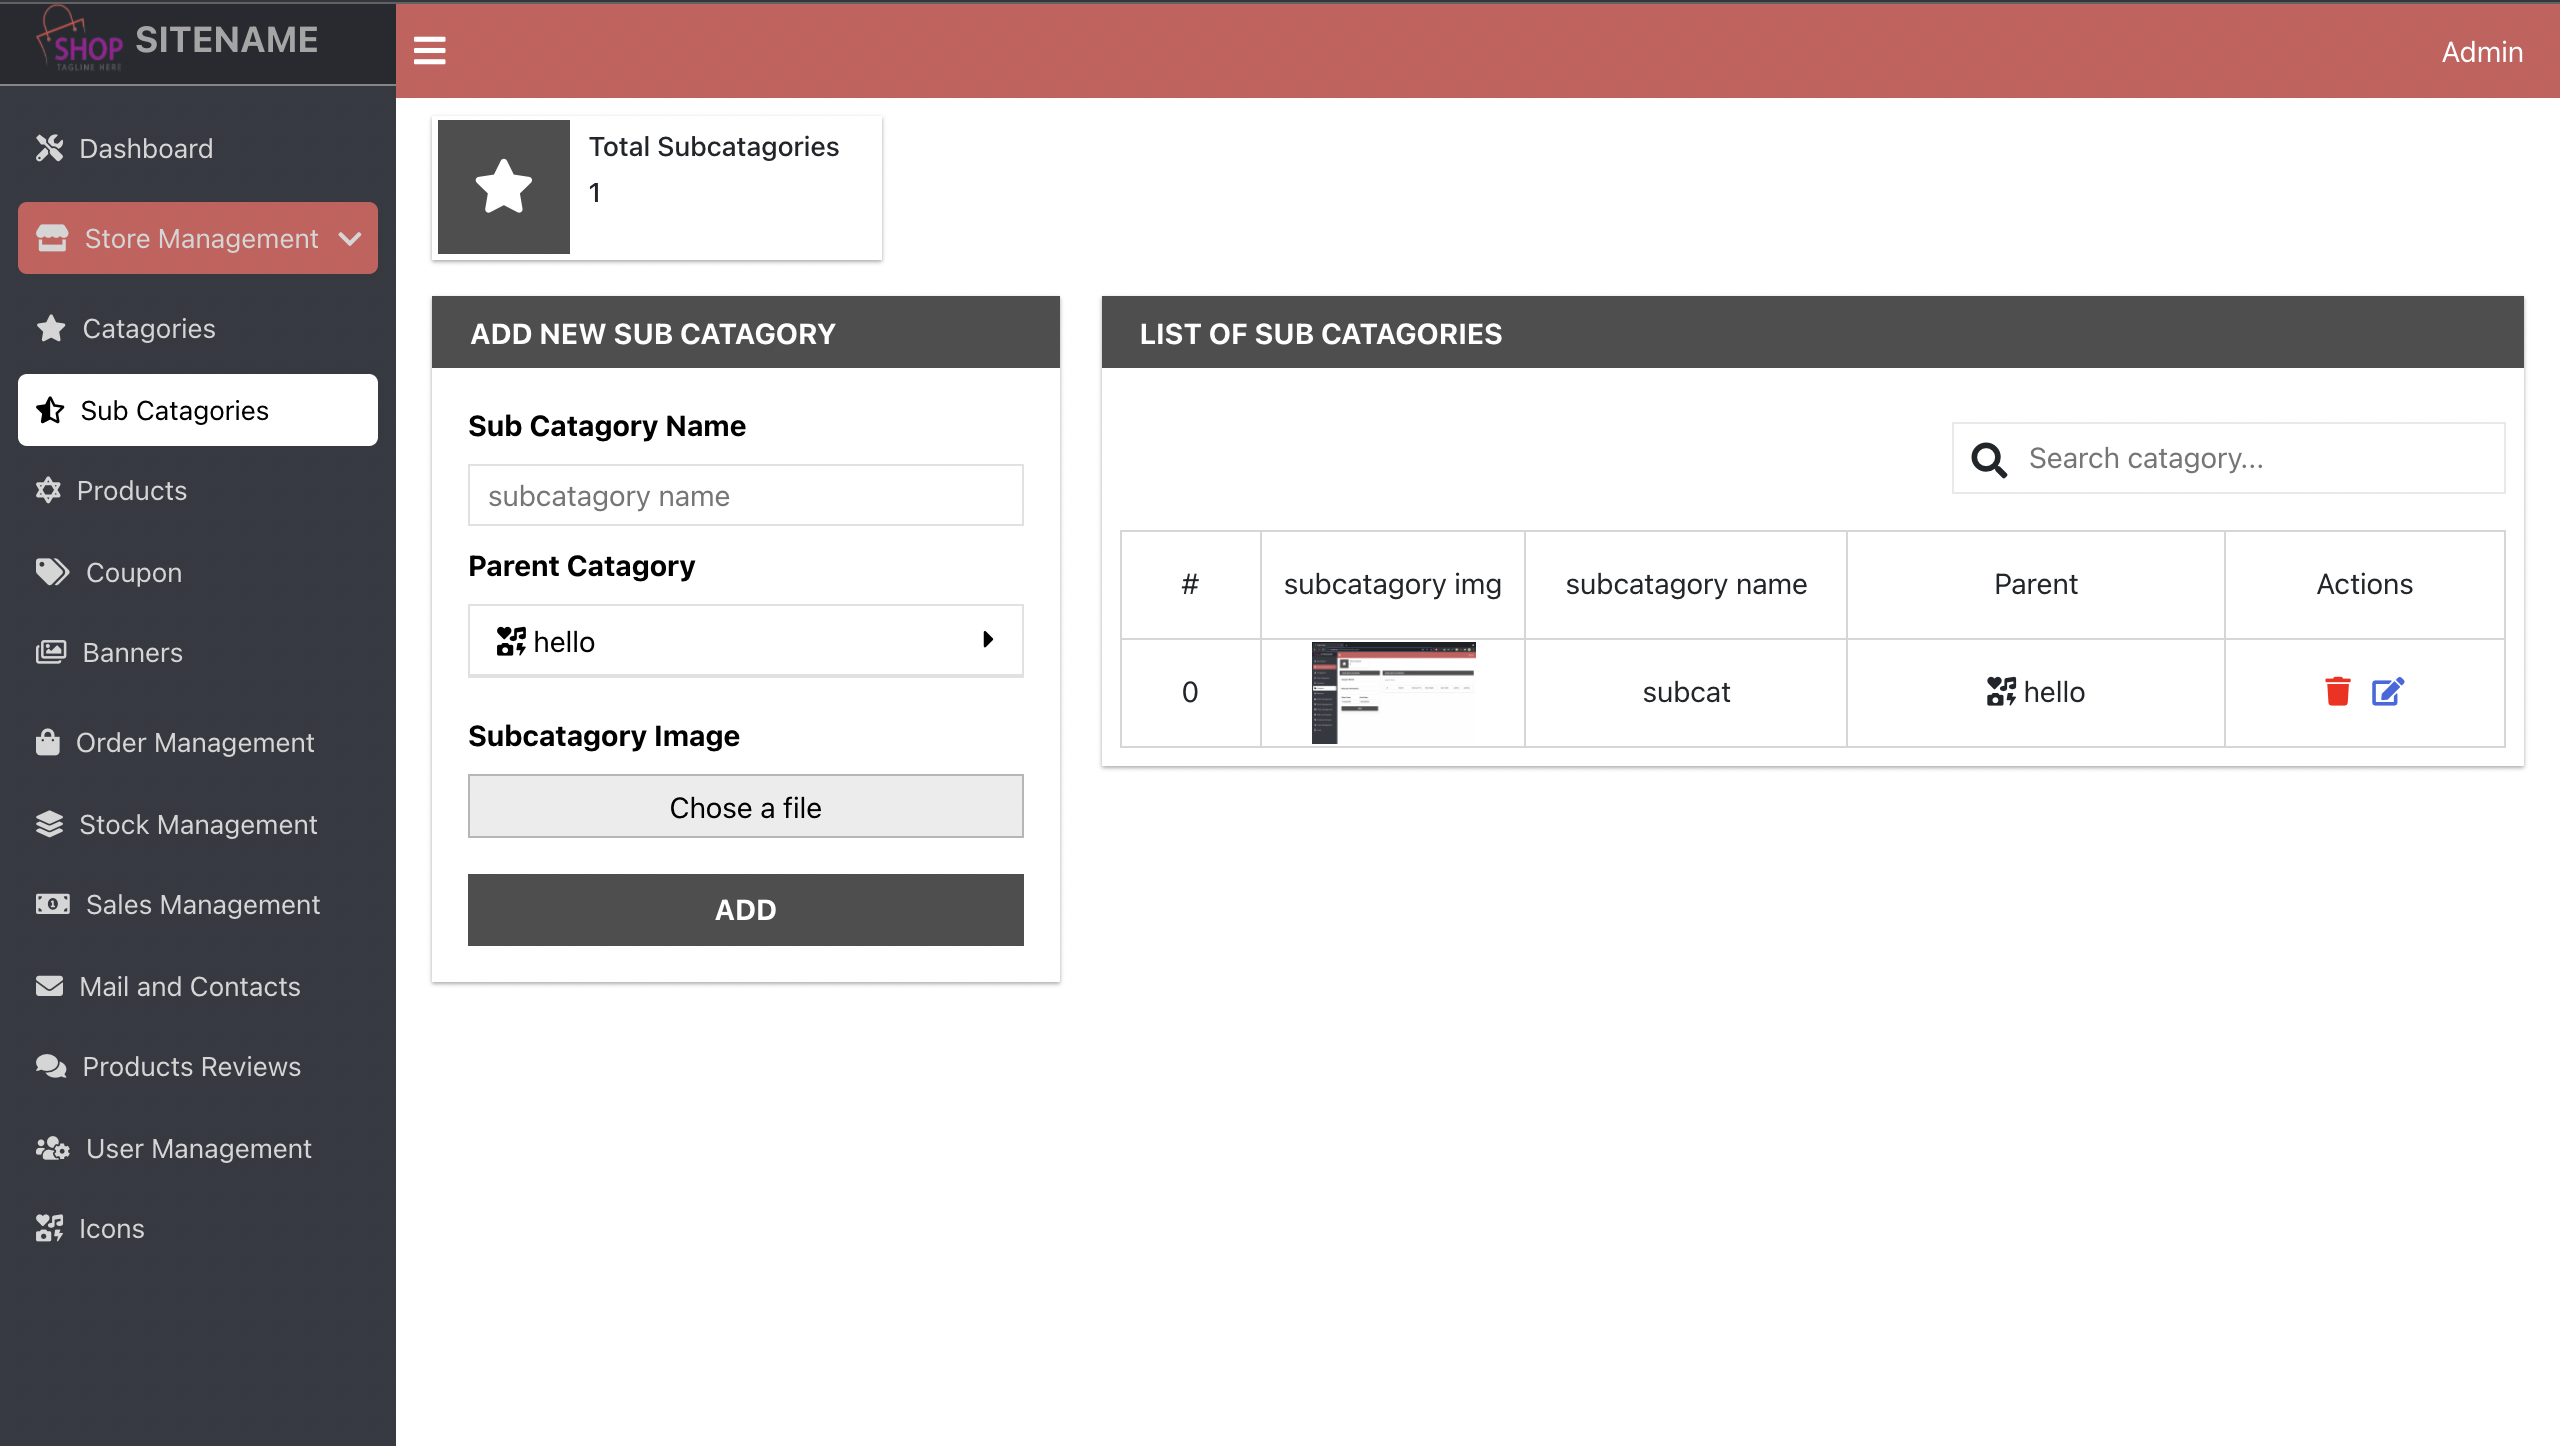 SHOP
TAGLINE HERE
SITENAME
Admin
Dashboard
Store Management
Catagories
Sub Catagories
Products
Coupon
Banners
Order Management
Stock Management
Sales Management
Mail and Contacts
Products Reviews
User Management
Icons
Total Subcatagories
1
ADD NEW SUB CATAGORY
Sub Catagory Name
subcatagory name
Parent Catagory
hello
Subcatagory Image
Chose a file
ADD
LIST OF SUB CATAGORIES
Search catagory...
# subcatagory img subcatagory name Parent Actions
0 subcat hello